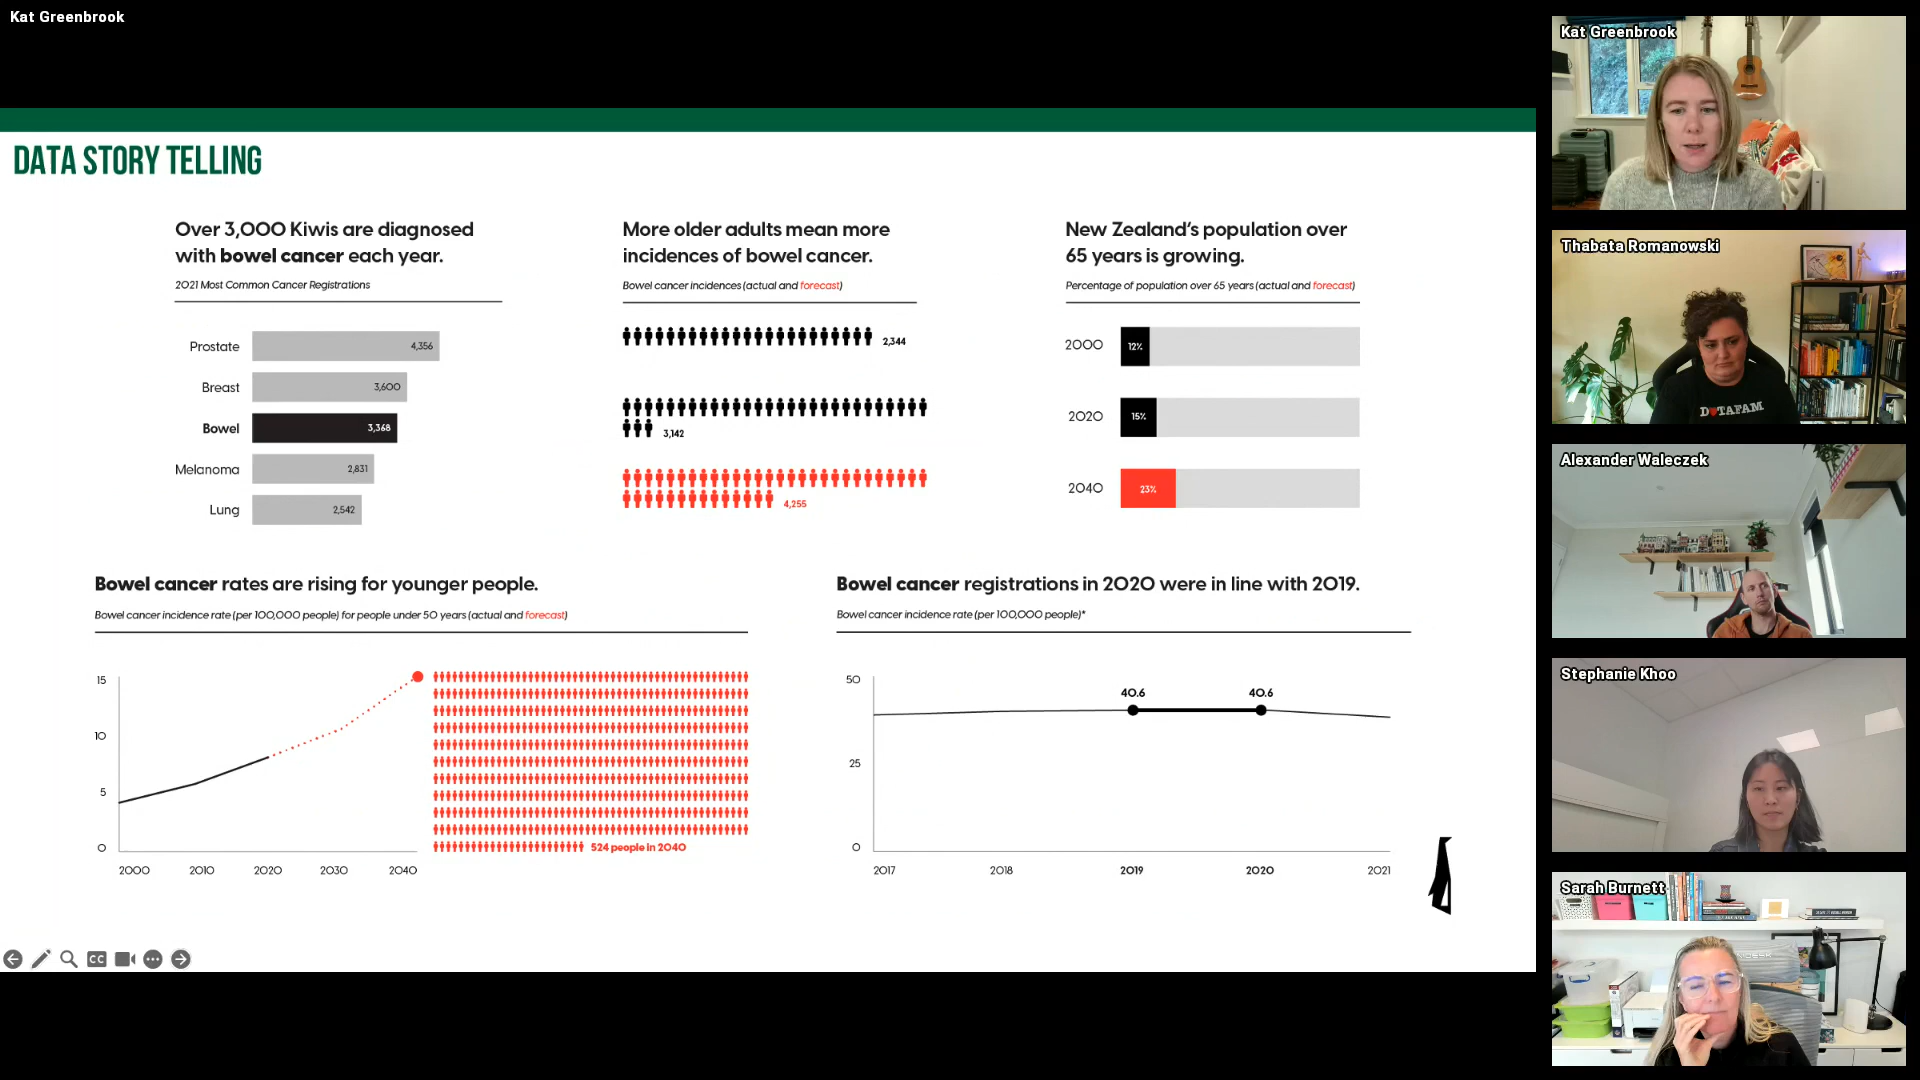 Kat Greenbrook
DATA STORY TELLING
Over 3,000 Kiwis are diagnosed
with bowel cancer each year.
2021 Most Common Cancer Registrations
Prostate 4,356
Breast 3,600
Bowel 3,368
Melanoma 2,831
Lung 2,542
More older adults mean more
incidences of bowel cancer.
Bowel cancer incidences (actual and forecast)
2,344
3,142
4,255
New Zealand's population over
65 years is growing.
Percentage of population over 65 years (actual and forecast)
2000 12%
2020 15%
2040 23%
Bowel cancer rates are rising for younger people.
Bowel cancer incidence rate (per 100,000 people) for people under 50 years (actual and forecast)
15
10
5
0
2000 2010 2020 2030 2040
524 people in 2040
Bowel cancer registrations in 2020 were in line with 2019.
Bowel cancer incidence rate (per 100,000 people)*
50
25
0
40.6 40.6
2017 2018 2019 2020 2021
CC
Kat Greenbrook
Thabata Romanowski
D♥TAFAM
Alexander Waleczek
Stephanie Khoo
Sarah Burnett